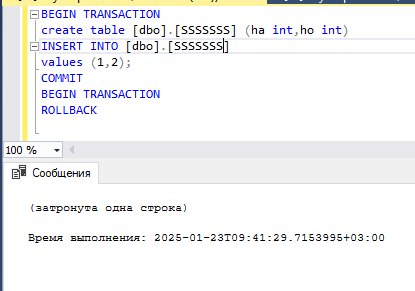 BEGIN TRANSACTION
create table [dbo].[SSSSSSS] (ha int,ho int)
INSERT INTO [dbo].[SSSSSSS]
values (1,2);
COMMIT
BEGIN TRANSACTION
ROLLBACK
100 %
Сообщения
(затронута одна строка)
Время выполнения: 2025-01-23T09:41:29.7153995+03:00